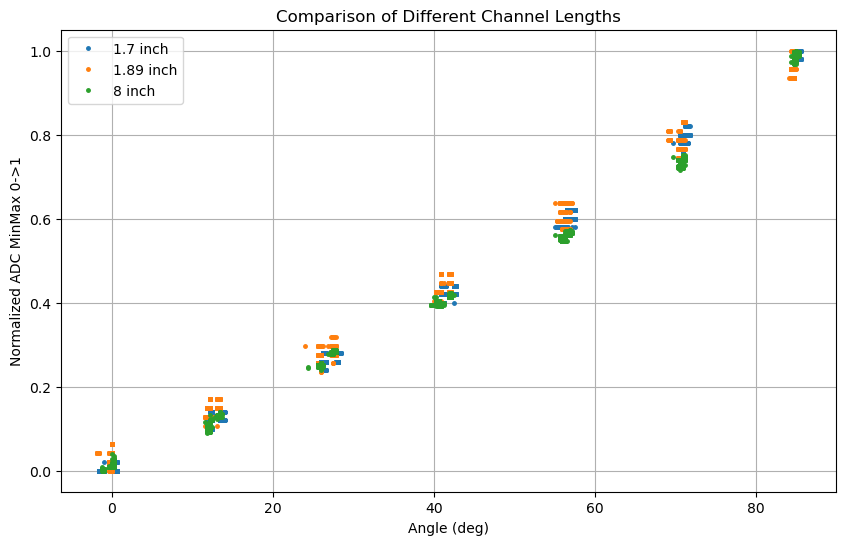 Comparison of Different Channel Lengths
1.7 inch
1.89 inch
8 inch
Normalized ADC MinMax 0->1
1.0
0.8
0.6
0.4
0.2
0.0
0
20
40
60
80
Angle (deg)